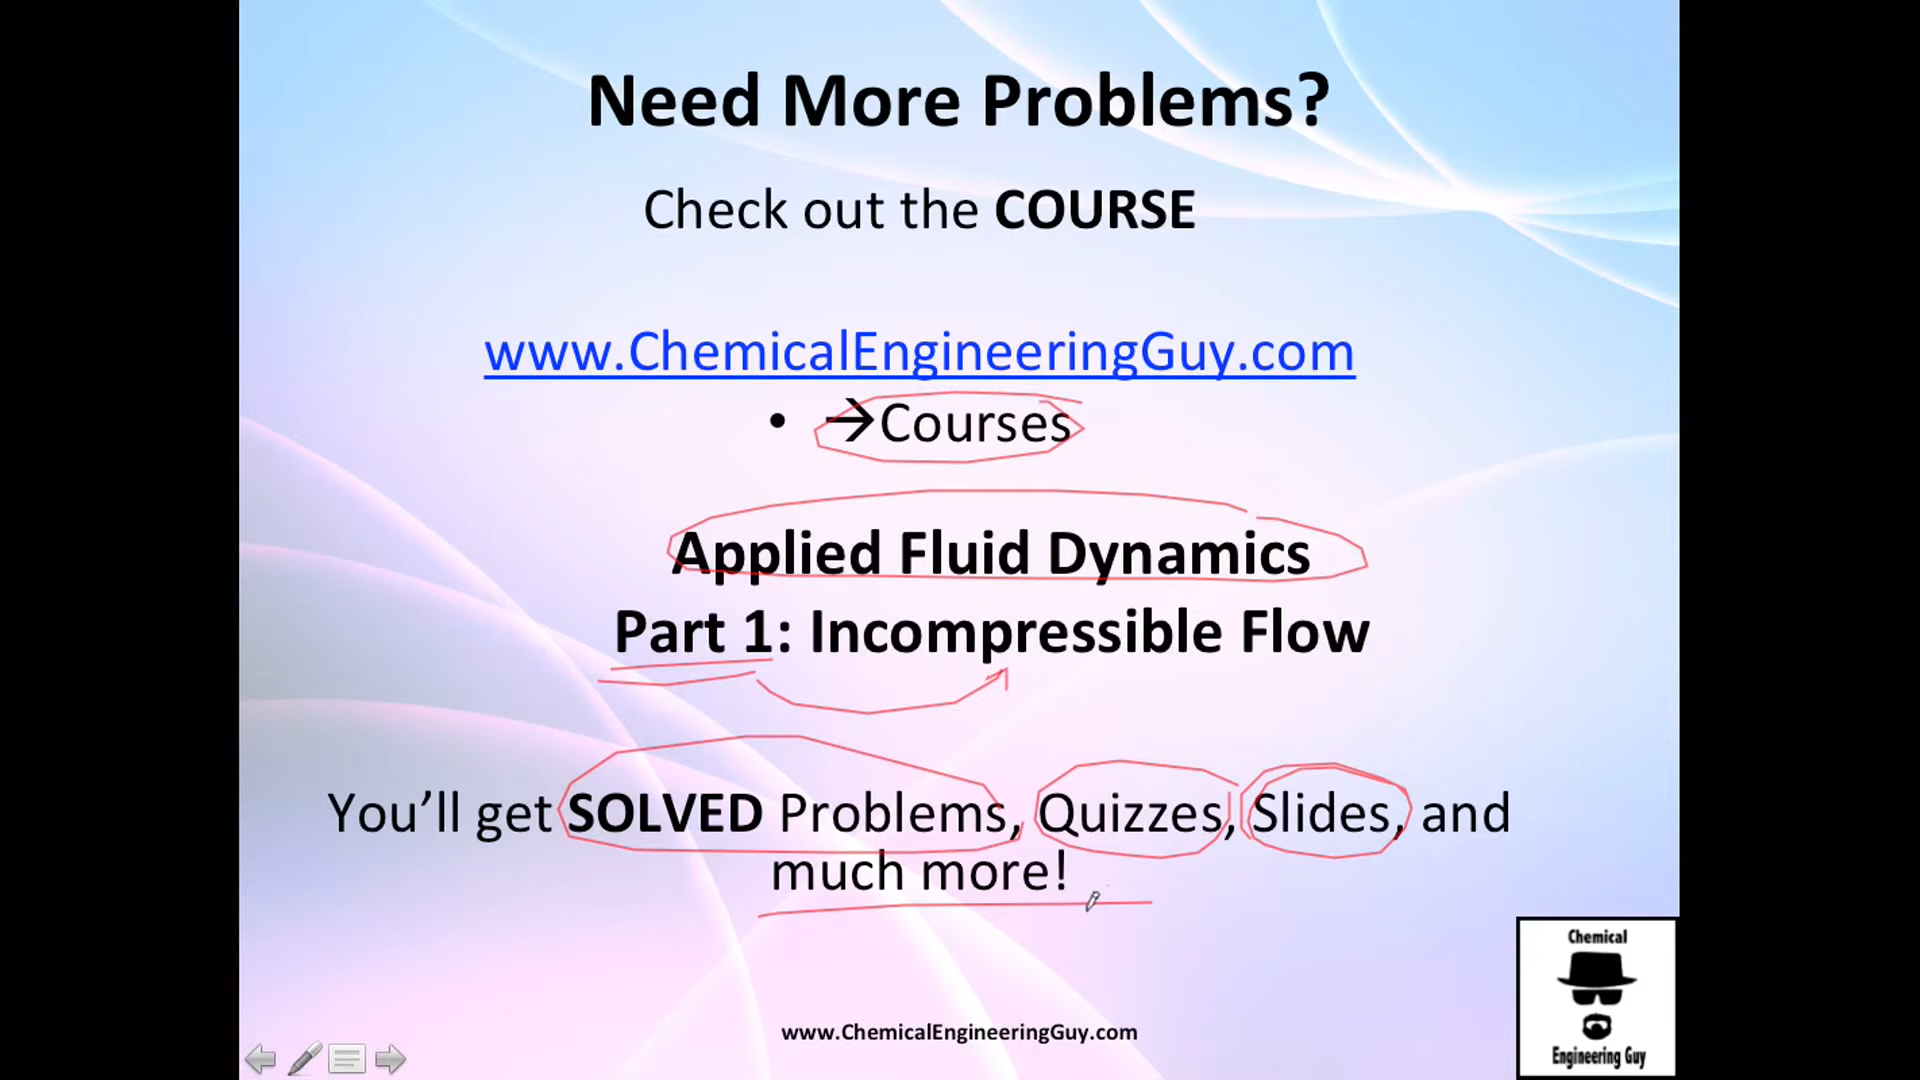 Need More Problems?
Check out the COURSE
www.ChemicalEngineeringGuy.com
• →Courses
Applied Fluid Dynamics
Part 1: Incompressible Flow
You’ll get SOLVED Problems, Quizzes, Slides, and
much more!
www.ChemicalEngineeringGuy.com
Chemical
Engineering Guy